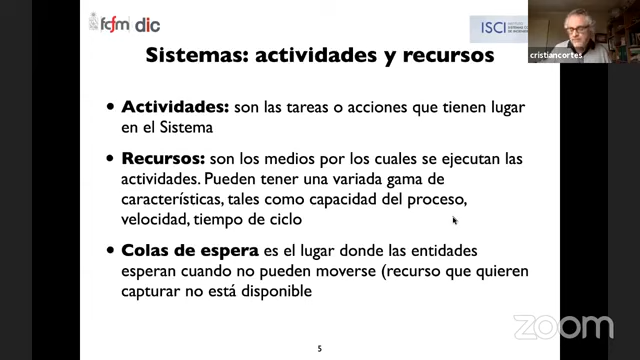 fcfm dic
ISCI
cristiancortes
Sistemas: actividades y recursos
• Actividades: son las tareas o acciones que tienen lugar
en el Sistema
• Recursos: son los medios por los cuales se ejecutan las
actividades. Pueden tener una variada gama de
características, tales como capacidad del proceso,
velocidad, tiempo de ciclo
• Colas de espera es el lugar donde las entidades
esperan cuando no pueden moverse (recurso que quieren
capturar no está disponible
zoom
5